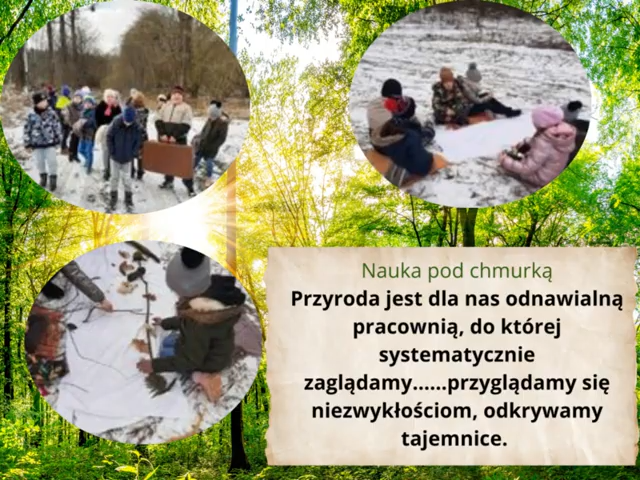 Nauka pod chmurką
Przyroda jest dla nas odnawialną
pracownią, do której
systematycznie
zaglądamy......przyglądamy się
niezwykłościom, odkrywamy
tajemnice.